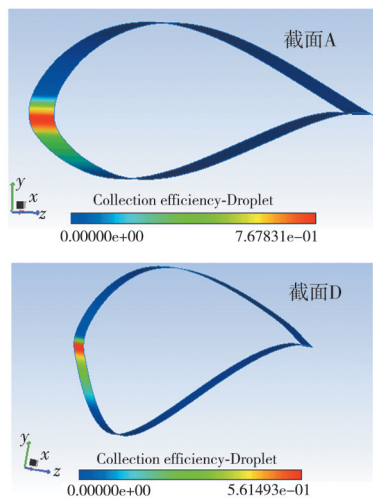 截面A
y
x
z
Collection efficiency-Droplet
0.00000e+00 7.67831e-01
截面D
y
x
z
Collection efficiency-Droplet
0.00000e+00 5.61493e-01